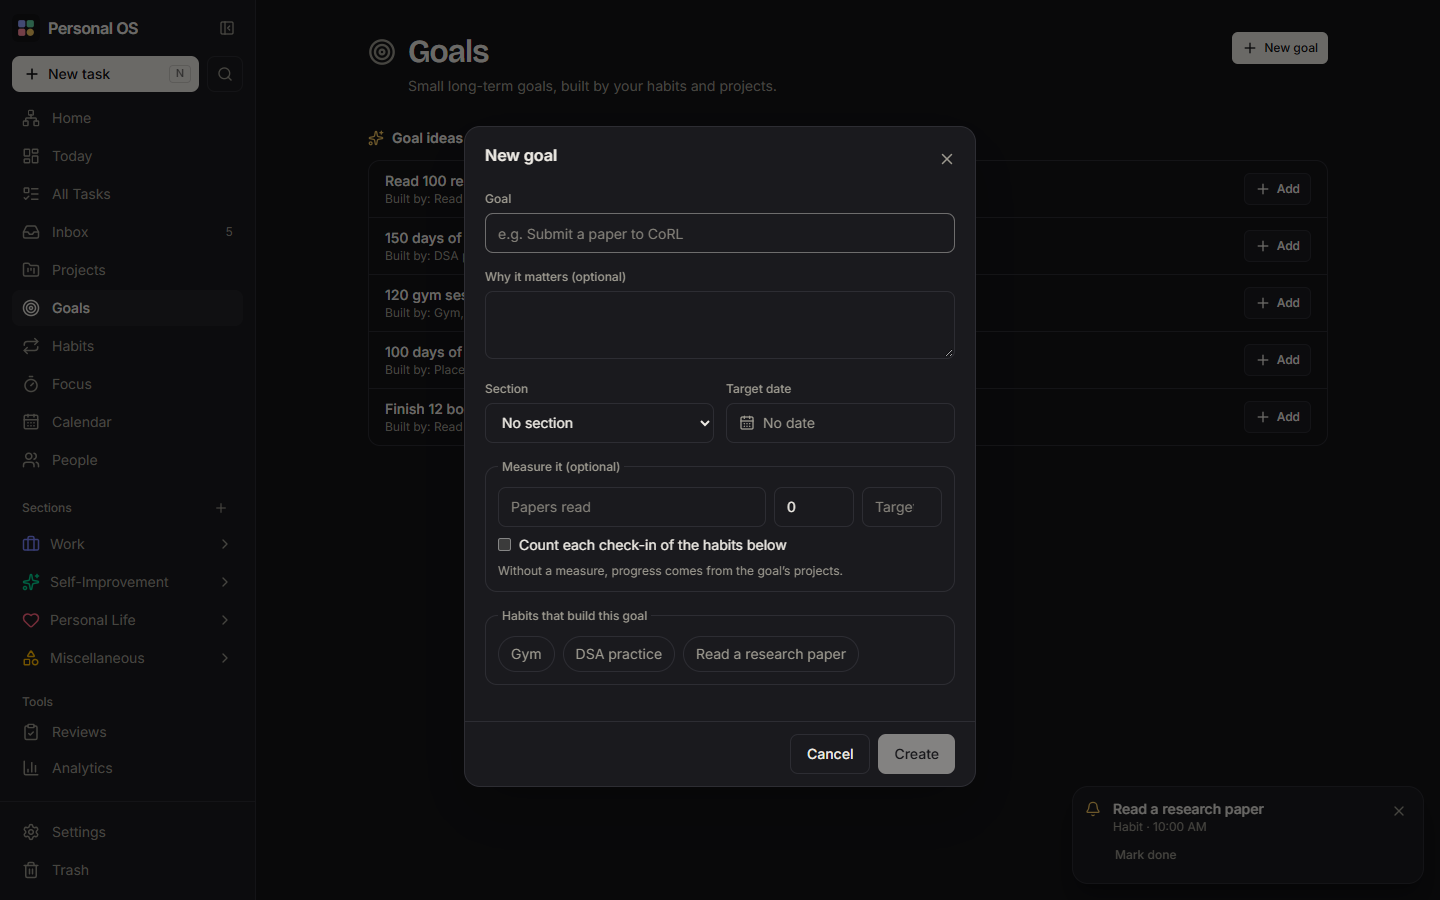 Personal OS
New task
N
Home
Today
All Tasks
Inbox
5
Projects
Goals
Habits
Focus
Calendar
People
Sections
Work
Self-Improvement
Personal Life
Miscellaneous
Tools
Reviews
Analytics
Settings
Trash
Goals
Small long-term goals, built by your habits and projects.
New goal
Goal ideas
Read 100 re
Built by: Read
Add
150 days of
Built by: DSA
Add
120 gym se
Built by: Gym,
Add
100 days of
Built by: Place
Add
Finish 12 bo
Built by: Read
Add
New goal
Goal
e.g. Submit a paper to CoRL
Why it matters (optional)
Section
Target date
No section
No date
Measure it (optional)
Papers read
0
Targe
Count each check-in of the habits below
Without a measure, progress comes from the goal's projects.
Habits that build this goal
Gym
DSA practice
Read a research paper
Cancel
Create
Read a research paper
Habit · 10:00 AM
Mark done